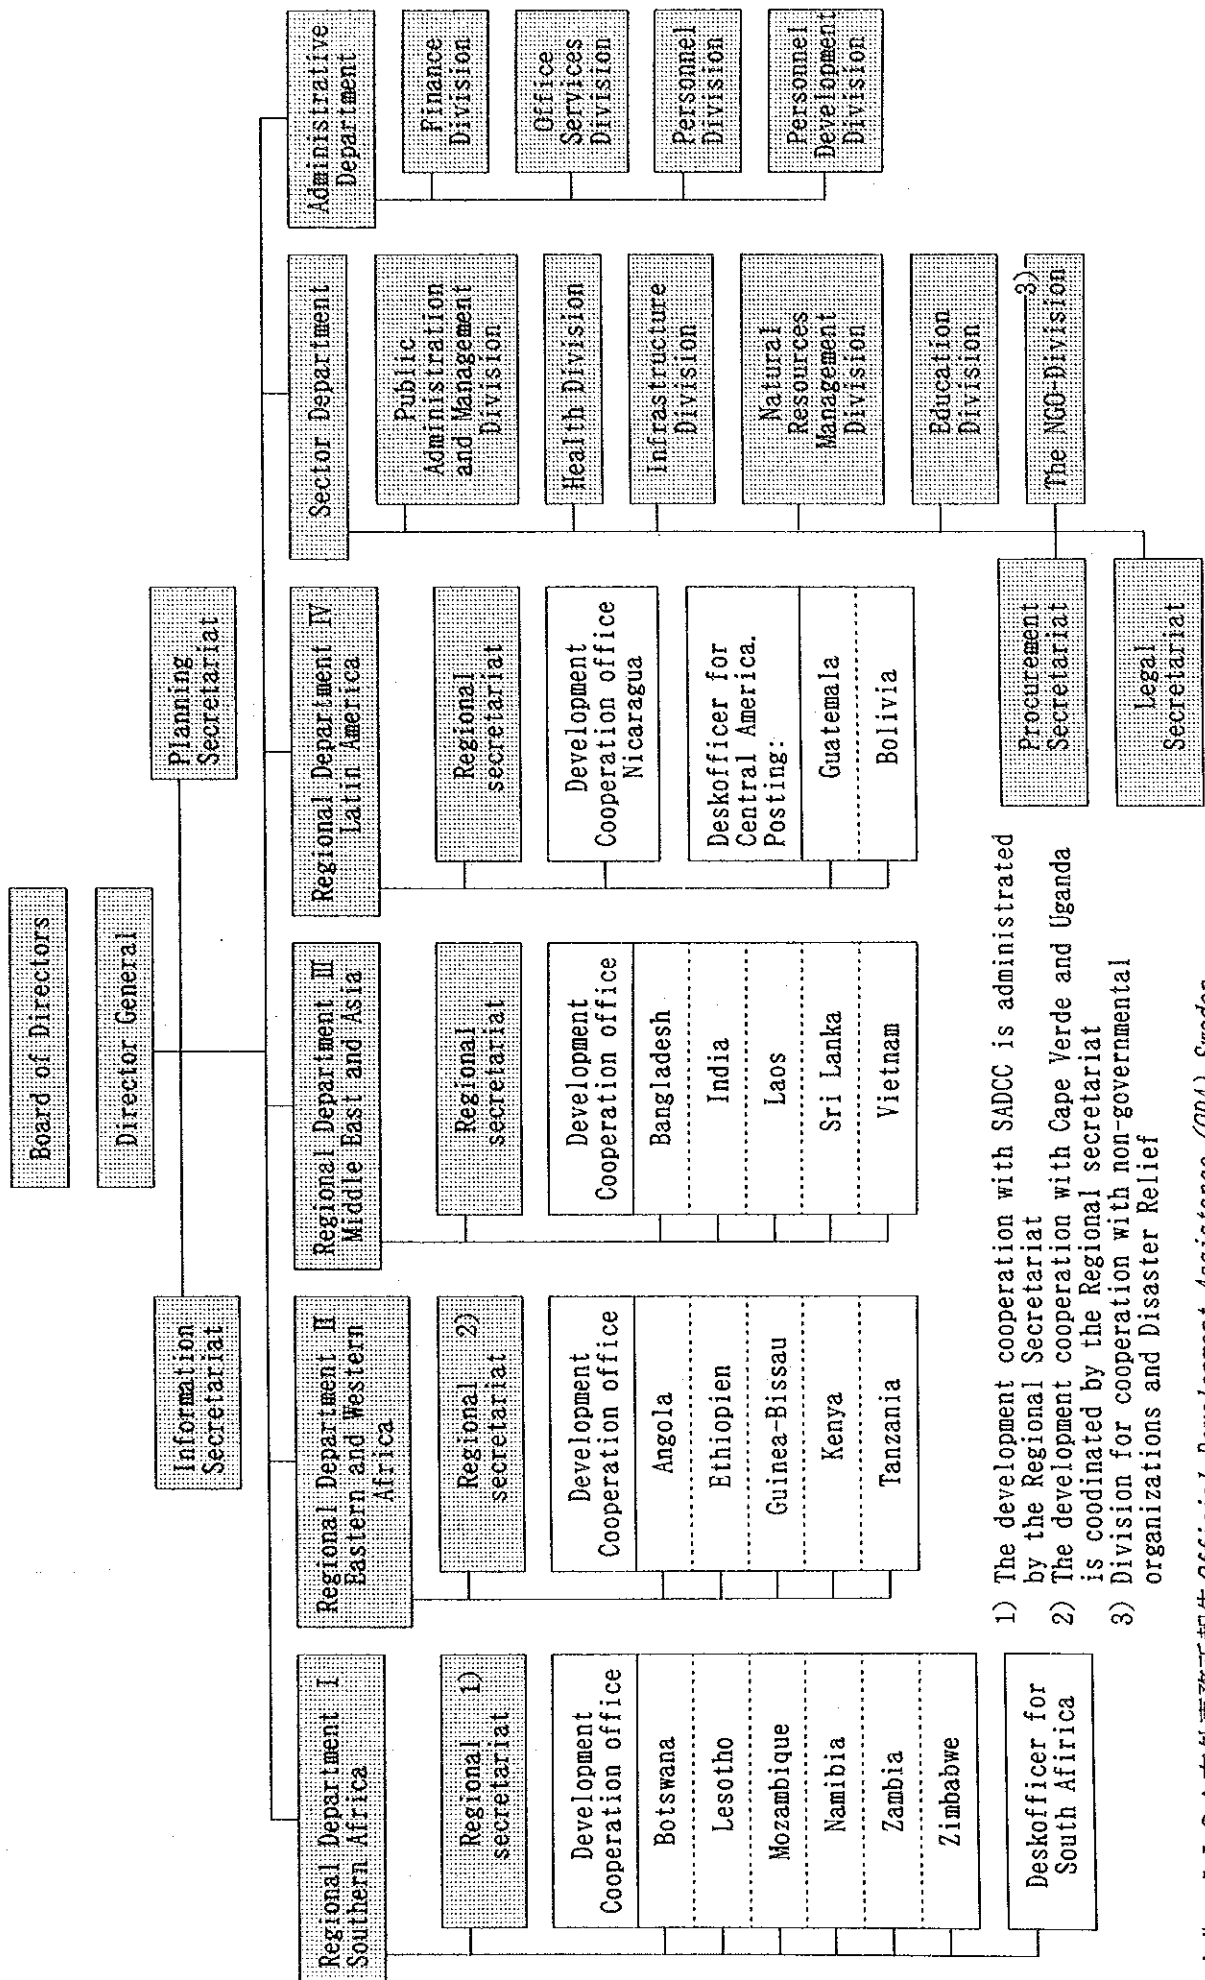 Board of Directors
Director General
Information
Secretariat
Planning
Secretariat
Regional Department I
Southern Africa
Regional 1)
secretariat
Development
Cooperation office
Botswana
Lesotho
Mozambique
Namibia
Zambia
Zimbabwe
Deskofficer for
South Afirica
Regional Department II
Eastern and Western
Africa
Regional 2)
secretariat
Development
Cooperation office
Angola
Ethiopien
Guinea-Bissau
Kenya
Tanzania
Regional Department III
Middle East and Asia
Regional
secretariat
Development
Cooperation office
Bangladesh
India
Laos
Sri Lanka
Vietnam
Regional Department IV
Latin America
Regional
secretariat
Development
Cooperation office
Nicaragua
Deskofficer for
Central America.
Posting:
Guatemala
Bolivia
Sector Department
Public
Administration
and Management
Division
Health Division
Infrastructure
Division
Natural
Resources
Management
Division
Education
Division
The NGO-Division 3)
Procurement
Secretariat
Legal
Secretariat
Administrative
Department
Finance
Division
Office
Services
Division
Personnel
Division
Personnel
Development
Division
1) The development cooperation with SADCC is administrated
by the Regional Secretariat
2) The development cooperation with Cape Verde and Uganda
is coodinated by the Regional secretariat
3) Division for cooperation with non-governmental
organizations and Disaster Relief
Official Development Assistance (ODA) Sweden